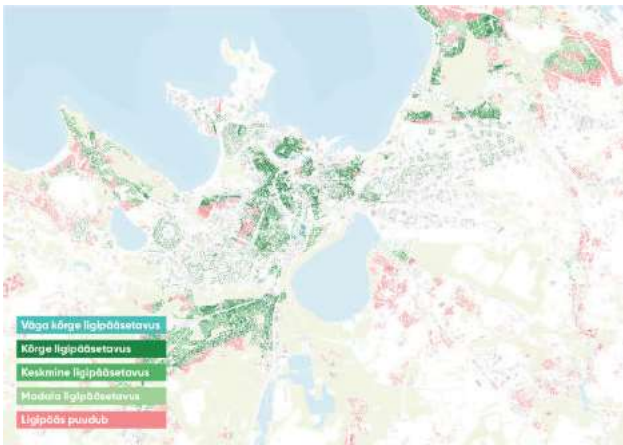 Väga kõrge ligipääsetavus
Kõrge ligipääsetavus
Keskmine ligipääsetavus
Madala ligipääsetavus
Ligipääs puudub